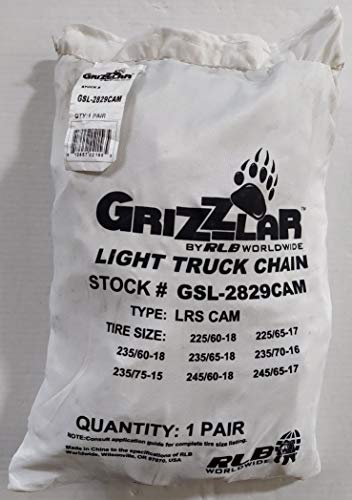 GRIZZLAR
STOCK #
GSL-2829CAM
QTY: 1 PAIR
GRIZZLAR™
BY RLB WORLDWIDE
LIGHT TRUCK CHAIN
STOCK # GSL-2829CAM
TYPE: LRS CAM
TIRE SIZE: 225/60-18 225/65-17
235/60-18 235/65-18 235/70-16
235/75-15 245/60-18 245/65-17
QUANTITY: 1 PAIR
NOTE:Consult application guide for complete tire size listing.
Made in China to the specifications of RLB
Worldwide, Wilsonville, OR 97070, USA.
RLB
WORLDWIDE